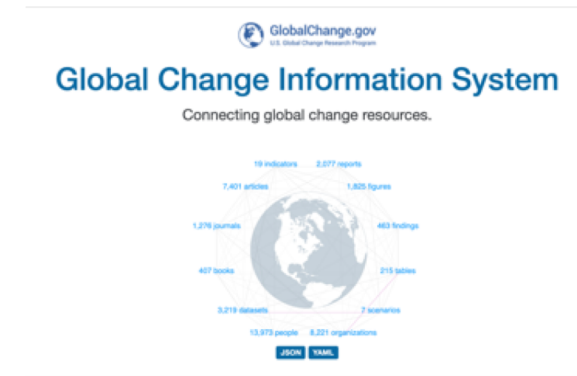 GlobalChange.gov
U.S. Global Change Research Program
Global Change Information System
Connecting global change resources.
19 indicators 2,077 reports
7,401 articles 1,825 figures
1,276 journals 463 findings
407 books 215 tables
3,219 datasets 7 scenarios
13,973 people 8,221 organizations
JSON YAML